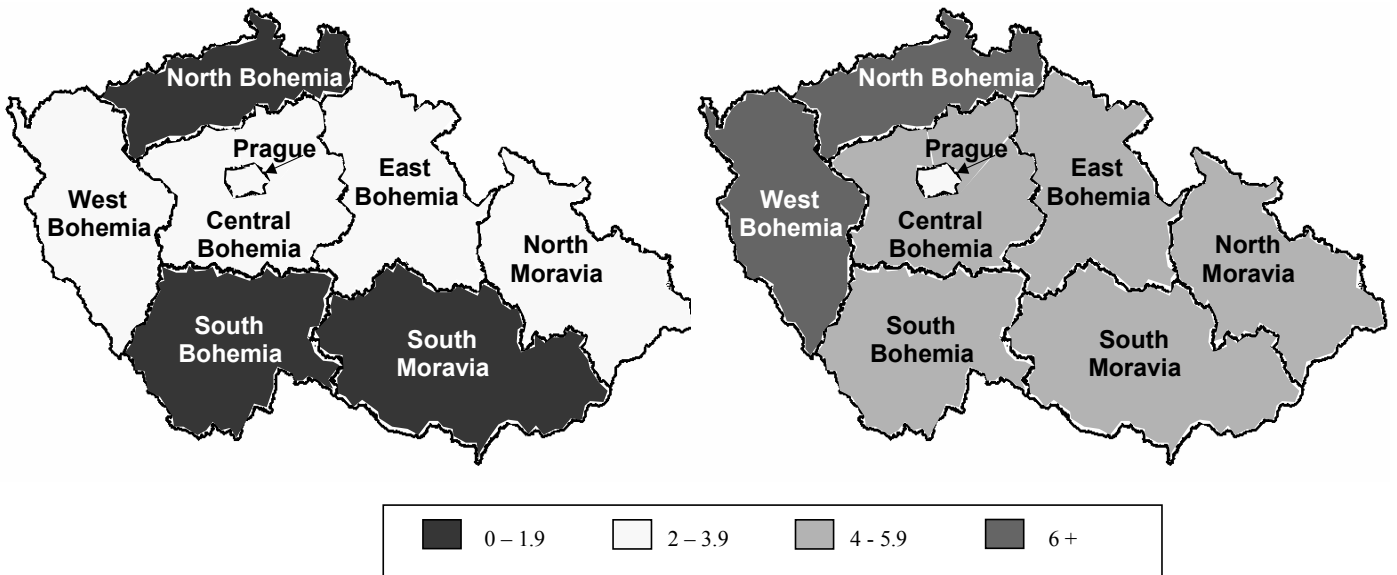 North Bohemia
Prague
West
Bohemia
East
Bohemia
Central
Bohemia
North
Moravia
South
Bohemia
South
Moravia
North Bohemia
Prague
West
Bohemia
East
Bohemia
Central
Bohemia
North
Moravia
South
Bohemia
South
Moravia
0 – 1.9
2 – 3.9
4 - 5.9
6 +